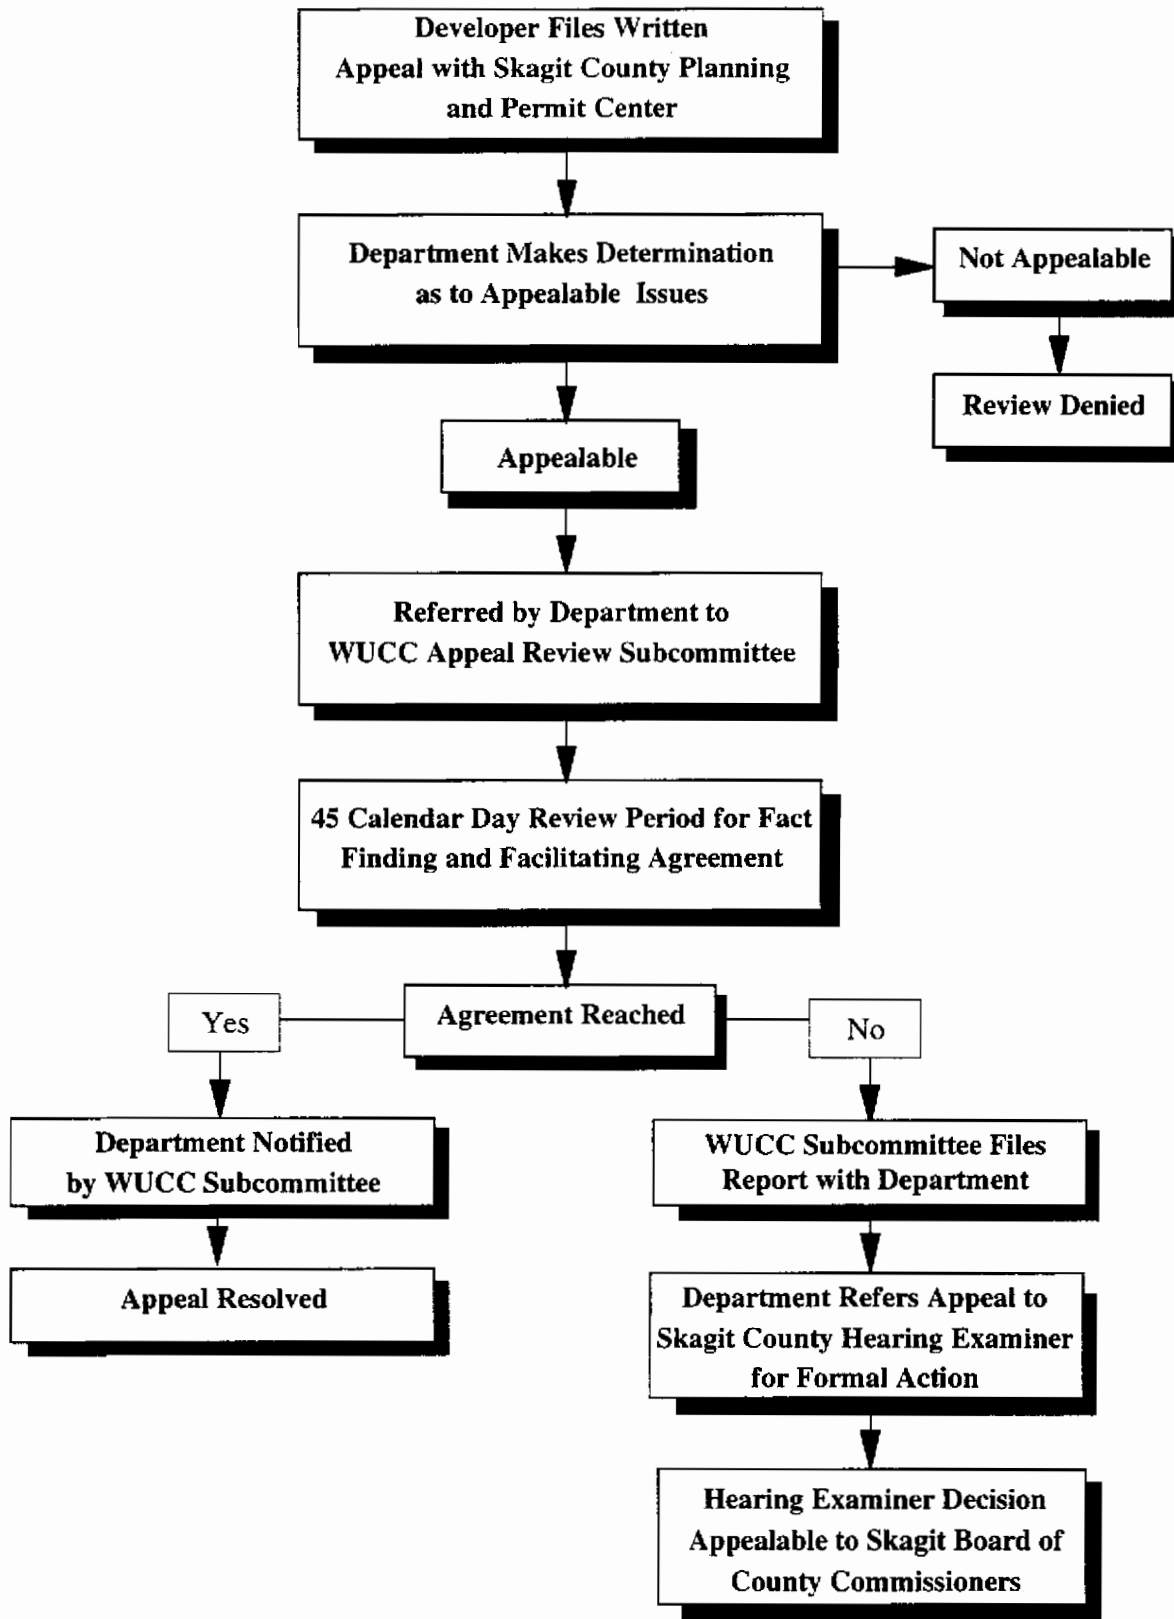 Developer Files Written
Appeal with Skagit County Planning
and Permit Center
Department Makes Determination
as to Appealable Issues
Not Appealable
Review Denied
Appealable
Referred by Department to
WUCC Appeal Review Subcommittee
45 Calendar Day Review Period for Fact
Finding and Facilitating Agreement
Agreement Reached
Yes
No
Department Notified
by WUCC Subcommittee
Appeal Resolved
WUCC Subcommittee Files
Report with Department
Department Refers Appeal to
Skagit County Hearing Examiner
for Formal Action
Hearing Examiner Decision
Appealable to Skagit Board of
County Commissioners